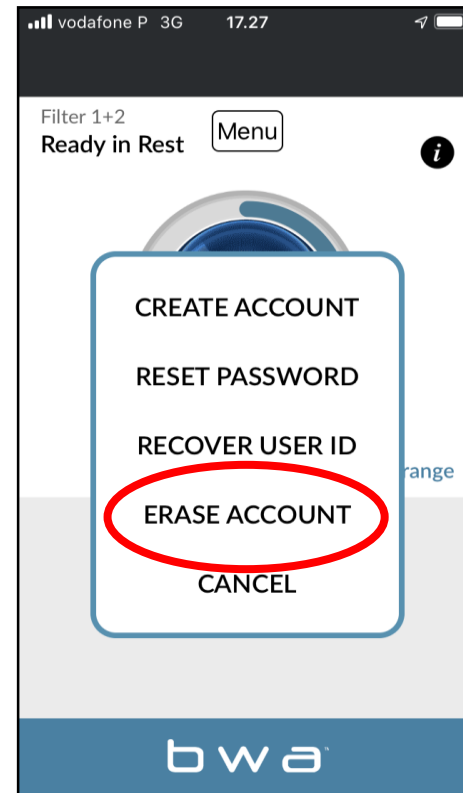 vodafone P 3G 17.27
Filter 1+2
Ready in Rest
Menu
i
CREATE ACCOUNT
RESET PASSWORD
RECOVER USER ID
range
ERASE ACCOUNT
CANCEL
bwa